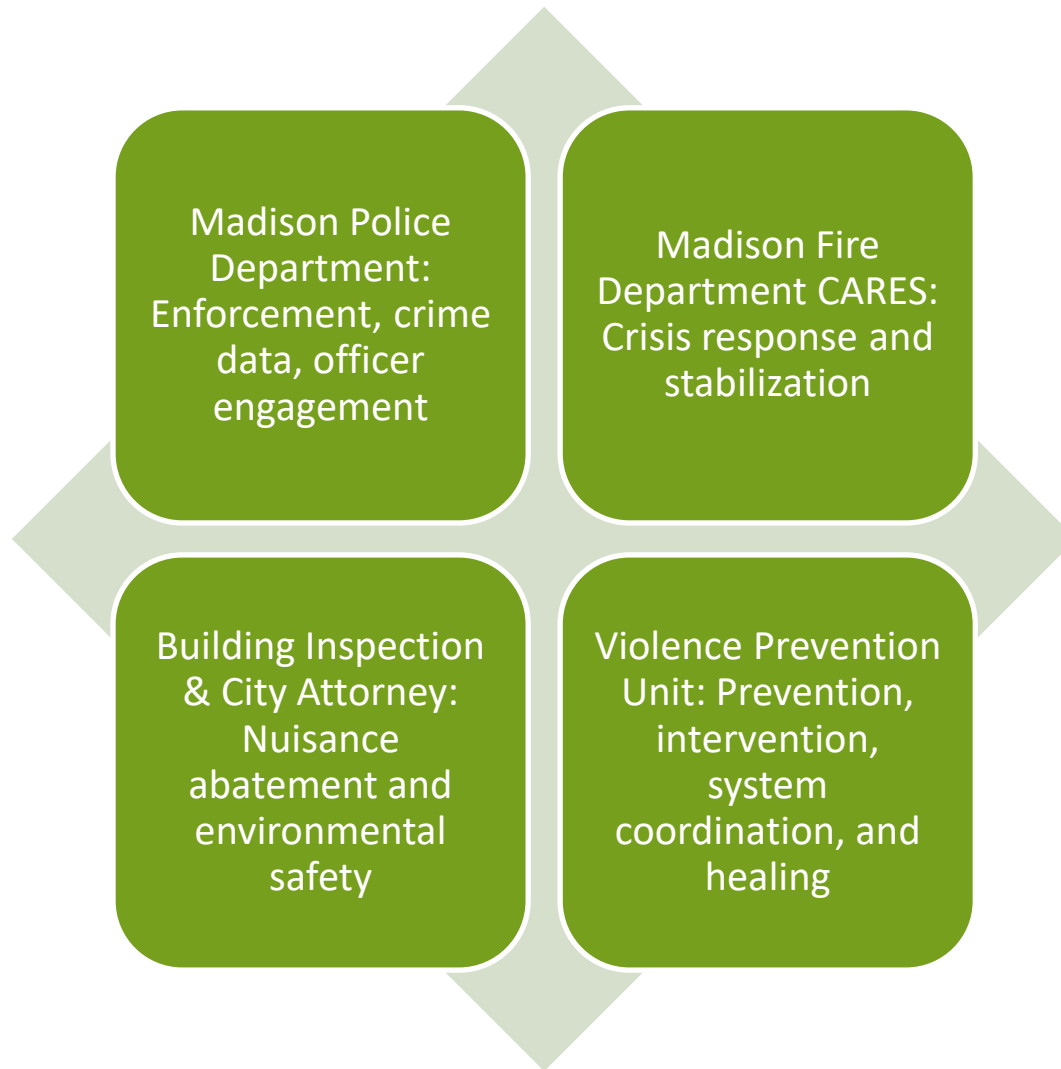 Madison Police
Department:
Enforcement, crime
data, officer
engagement
Madison Fire
Department CARES:
Crisis response and
stabilization
Building Inspection
& City Attorney:
Nuisance
abatement and
environmental
safety
Violence Prevention
Unit: Prevention,
intervention,
system
coordination, and
healing